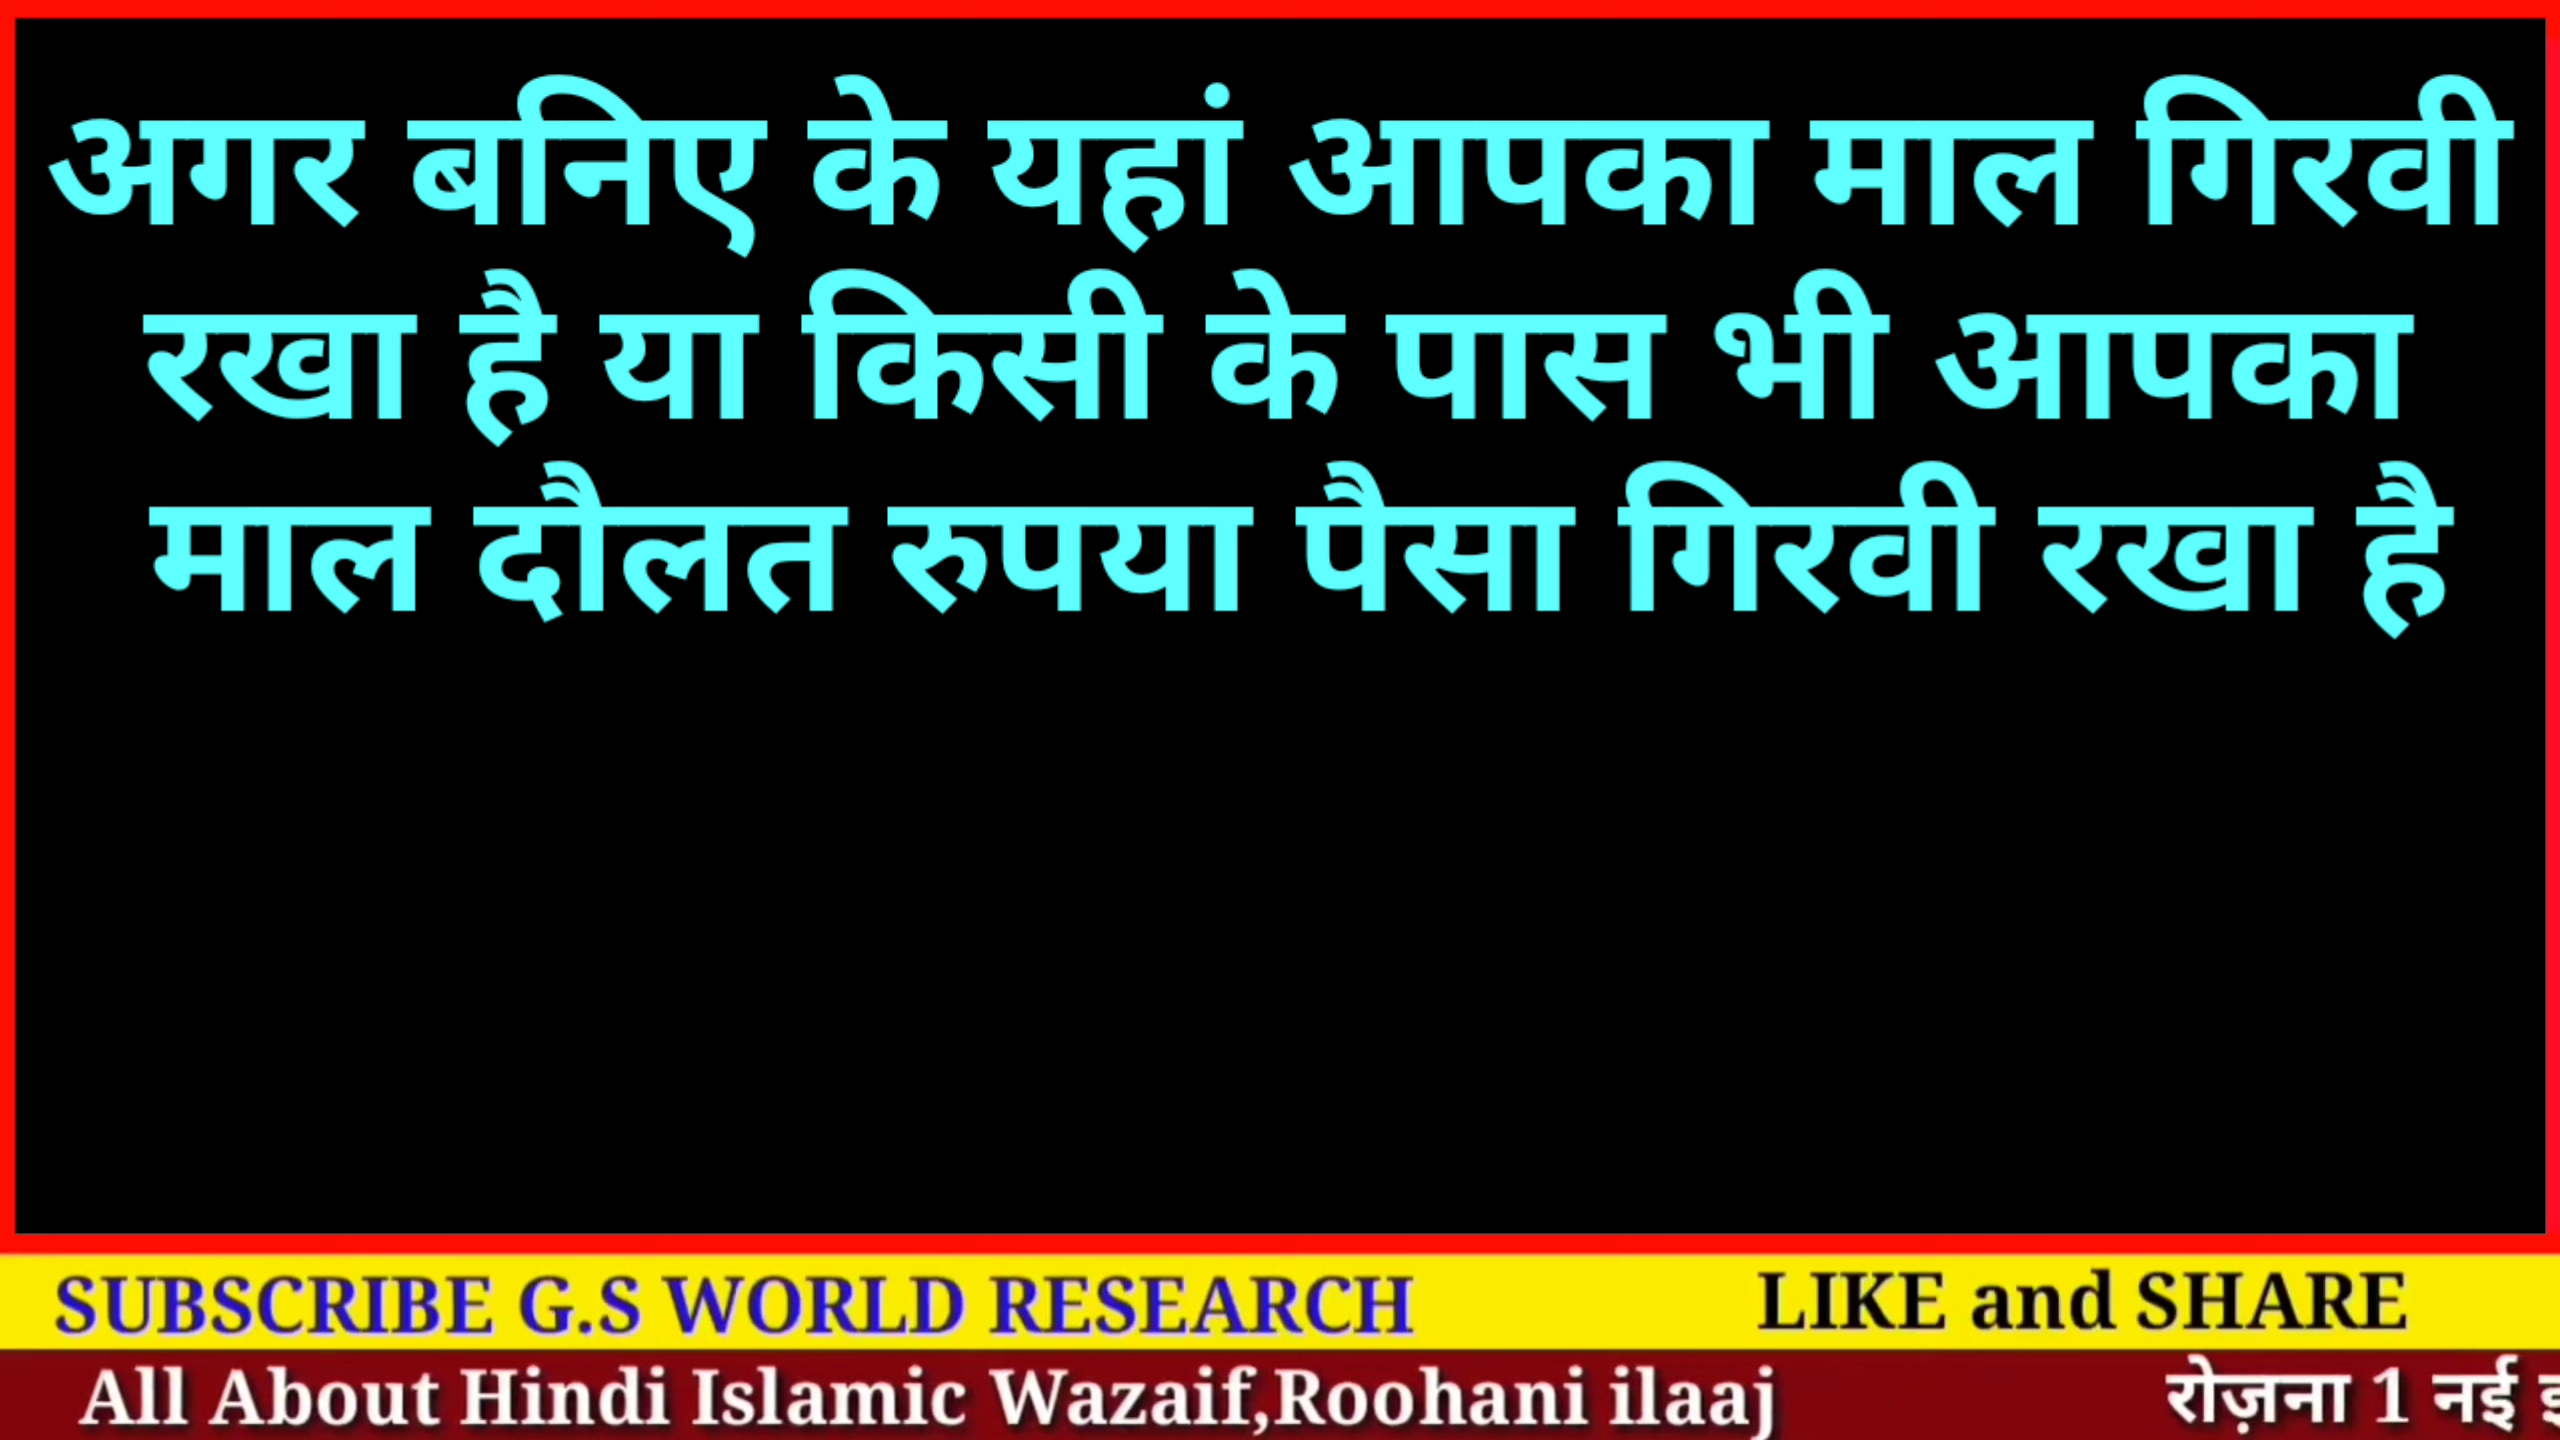 अगर बनिए के यहां आपका माल गिरवी
रखा है या किसी के पास भी आपका
माल दौलत रुपया पैसा गिरवी रखा है
SUBSCRIBE G.S WORLD RESEARCH LIKE and SHARE
All About Hindi Islamic Wazaif,Roohani ilaaj रोज़ना 1 नई